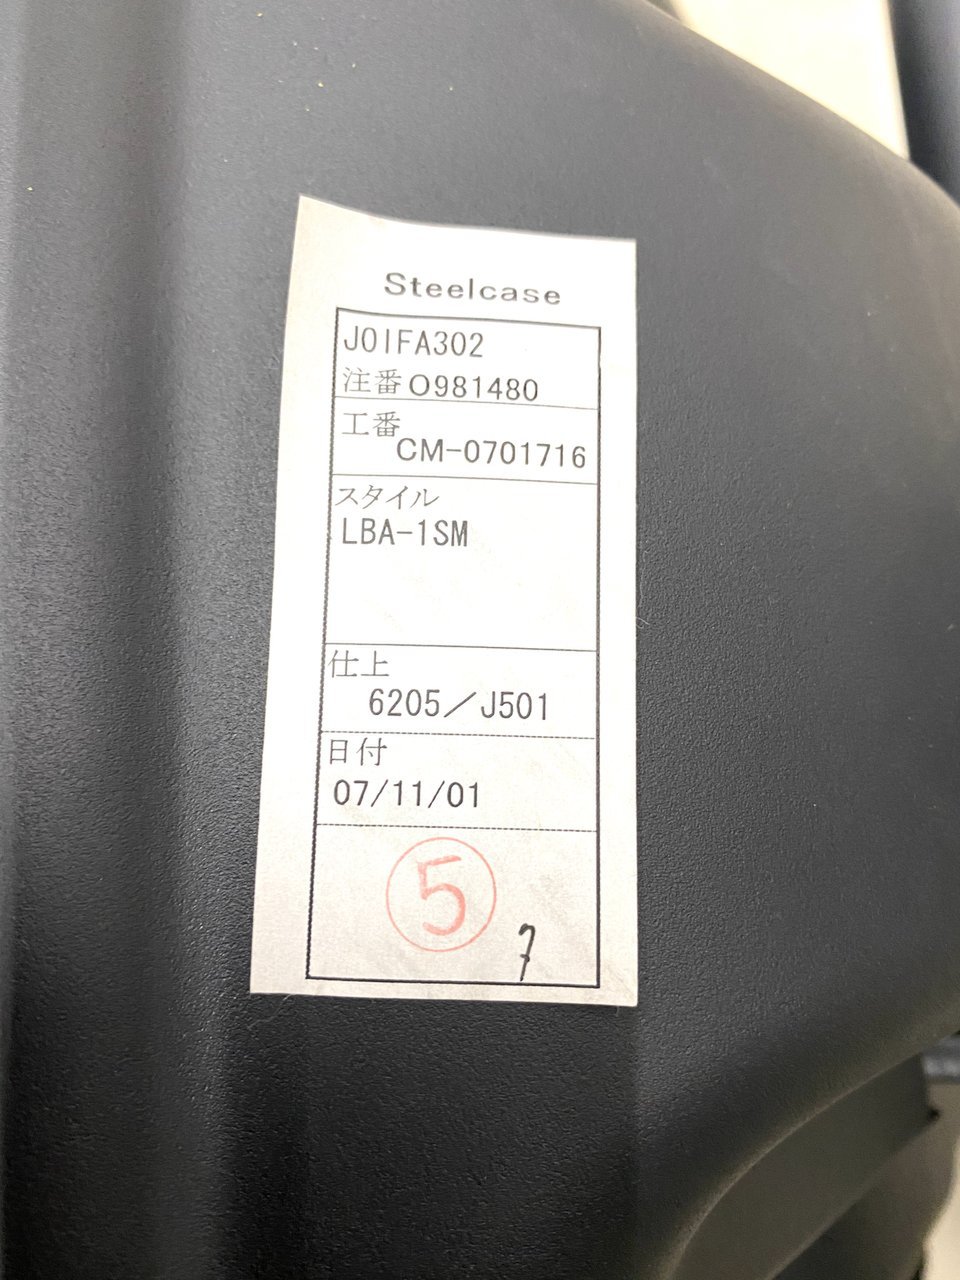 Steelcase
J01FA302
注番0981480
工番
CM-0701716
スタイル
LBA-1SM
仕上
6205／J501
日付
07/11/01
5
7